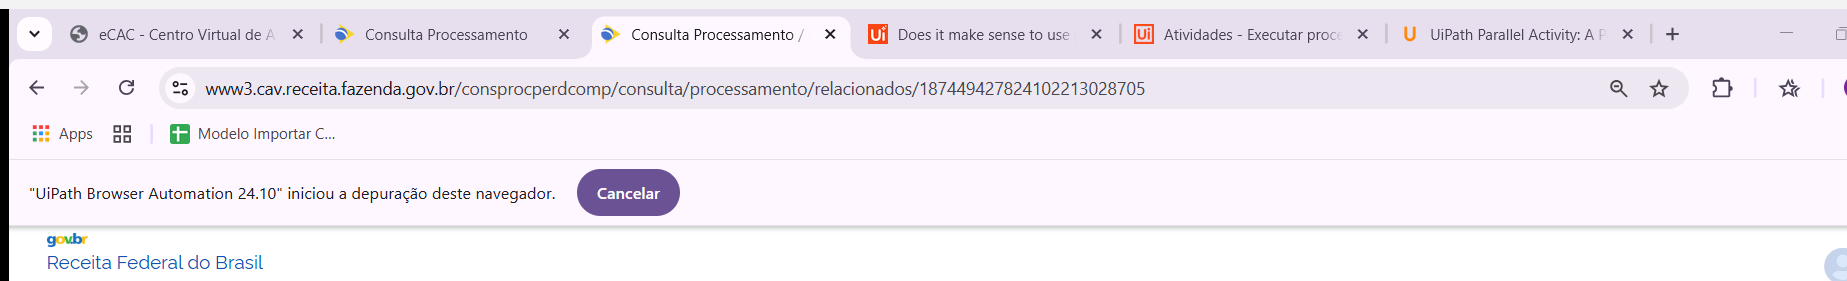 eCAC - Centro Virtual de A
Consulta Processamento
Consulta Processamento /
Does it make sense to use
Atividades - Executar proce
UiPath Parallel Activity: A P
www3.cav.receita.fazenda.gov.br/consprocperdcomp/consulta/processamento/relacionados/187449427824102213028705
Apps
Modelo Importar C...
"UiPath Browser Automation 24.10" iniciou a depuração deste navegador. Cancelar
gov.br
Receita Federal do Brasil